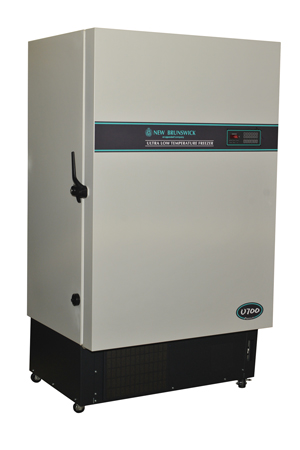 NEW BRUNSWICK
ULTRA LOW TEMPERATURE FREEZER
U700